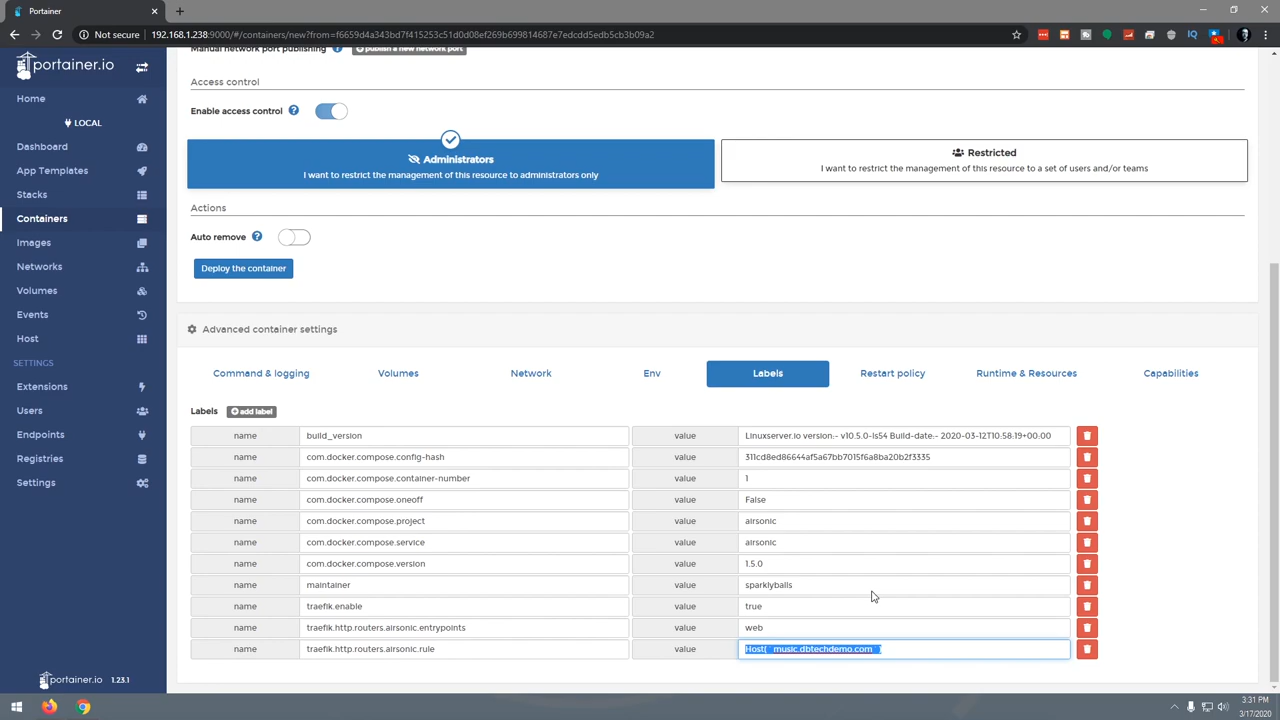 Portainer
Not secure 192.168.1.238:9000/#/containers/new?from=f6659d4a343bd7f415253c51d0d08ef269b699814687e7edcdd5edb5cb3b09a2
portainer.io
Home
LOCAL
Dashboard
App Templates
Stacks
Containers
Images
Networks
Volumes
Events
Host
SETTINGS
Extensions
Users
Endpoints
Registries
Settings
portainer.io 1.23.1
Manual network port publishing publish a new network port
Access control
Enable access control
Administrators
I want to restrict the management of this resource to administrators only
Restricted
I want to restrict the management of this resource to a set of users and/or teams
Actions
Auto remove
Deploy the container
Advanced container settings
Command & logging Volumes Network Env Labels Restart policy Runtime & Resources Capabilities
Labels add label
name build_version value Linuxserver.io version:- v10.5.0-ls54 Build-date:- 2020-03-12T10:58:19+00:00
name com.docker.compose.config-hash value 311cd8ed86644af5a67bb7015f6a8ba20b2f3335
name com.docker.compose.container-number value 1
name com.docker.compose.oneoff value False
name com.docker.compose.project value airsonic
name com.docker.compose.service value airsonic
name com.docker.compose.version value 1.5.0
name maintainer value sparklyballs
name traefik.enable value true
name traefik.http.routers.airsonic.entrypoints value web
name traefik.http.routers.airsonic.rule value Host(`music.dbtechdemo.com`)
3:31 PM
3/17/2020